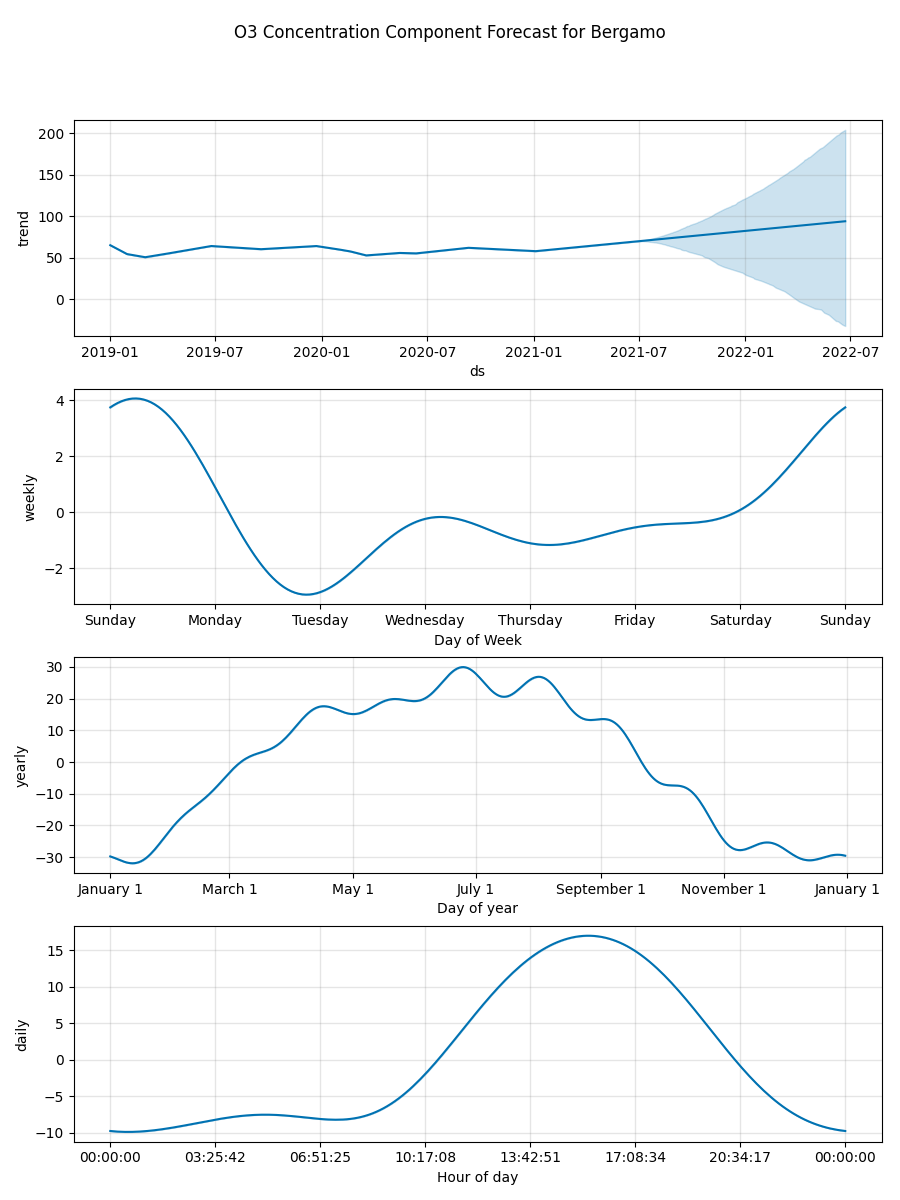 O3 Concentration Component Forecast for Bergamo
200
150
100
50
0
trend
2019-01 2019-07 2020-01 2020-07 2021-01 2021-07 2022-01 2022-07
ds
4
2
0
−2
weekly
Sunday Monday Tuesday Wednesday Thursday Friday Saturday Sunday
Day of Week
30
20
10
0
−10
−20
−30
yearly
January 1 March 1 May 1 July 1 September 1 November 1 January 1
Day of year
15
10
5
0
−5
−10
daily
00:00:00 03:25:42 06:51:25 10:17:08 13:42:51 17:08:34 20:34:17 00:00:00
Hour of day